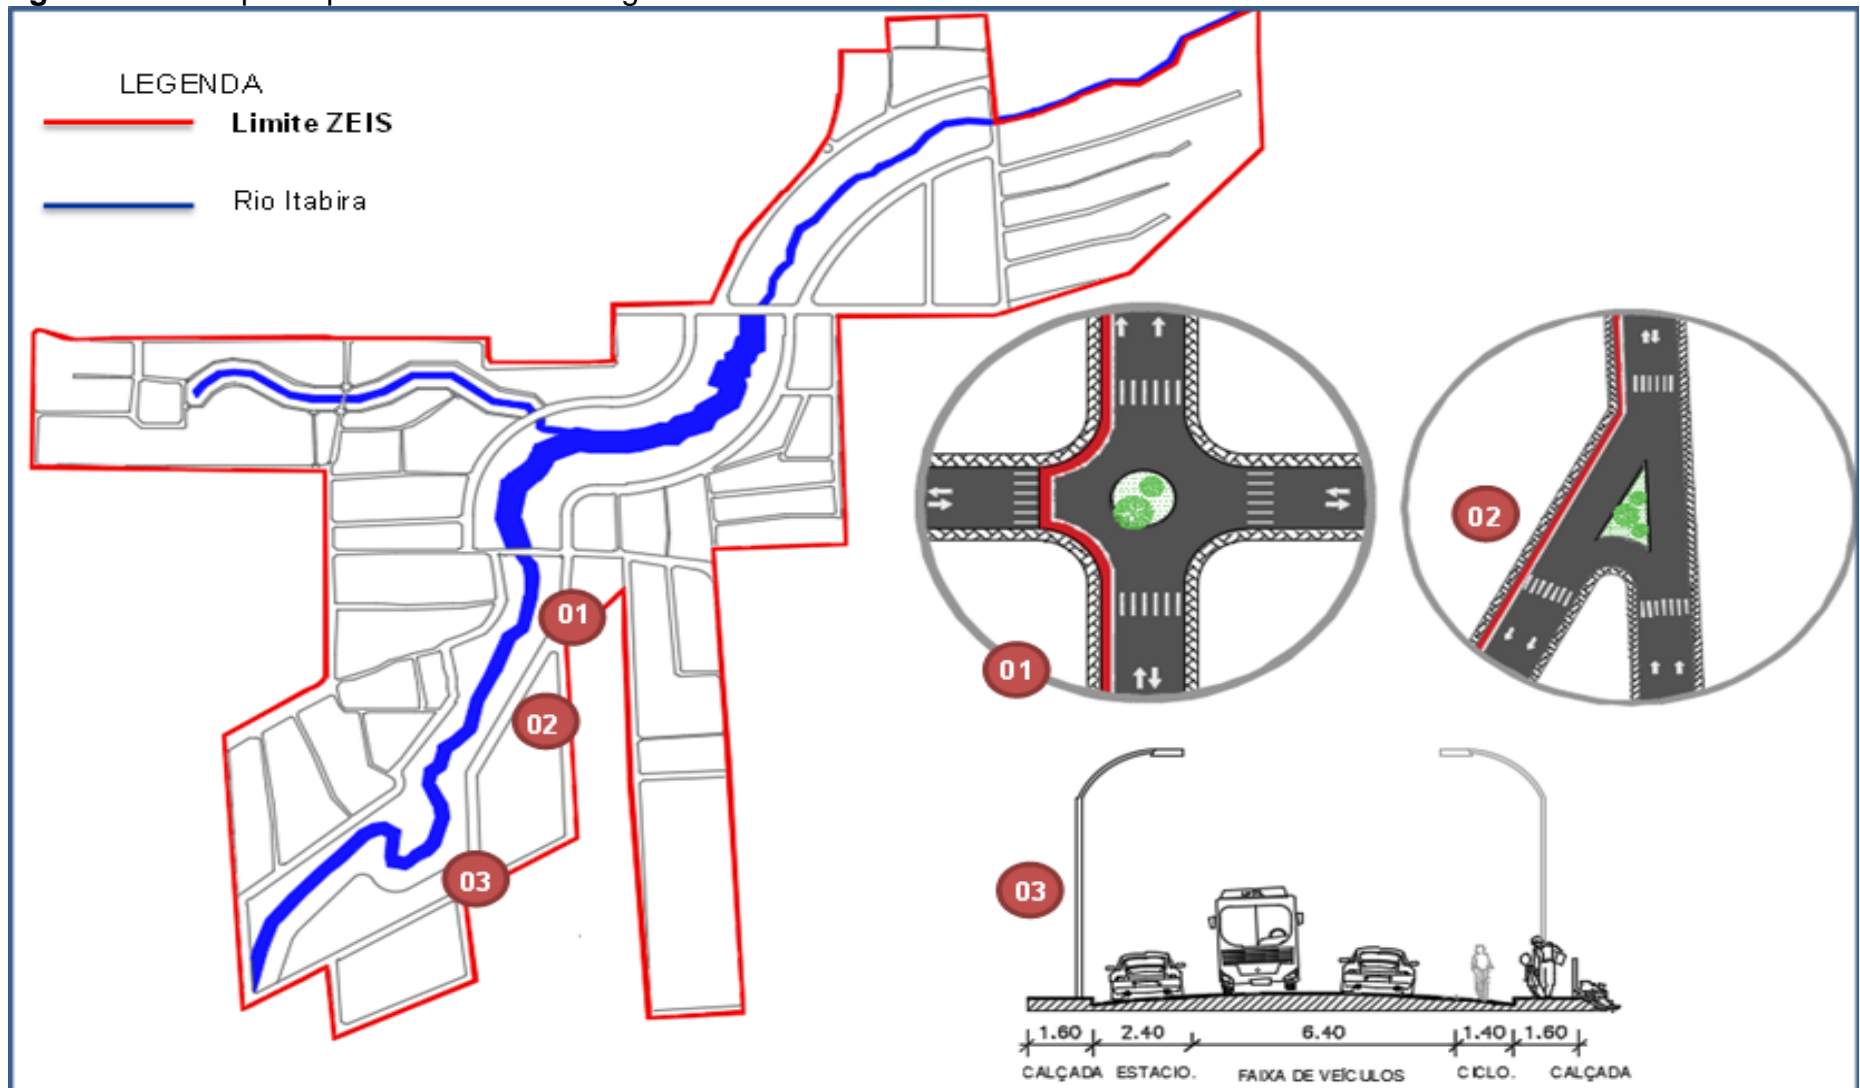 LEGENDA
Limite ZEIS
Rio Itabira
01
02
03
01
02
03
1.60 2.40 6.40 1.40 1.60
CALÇADA ESTACIO. FAIXA DE VEÍCULOS CICLO. CALÇADA